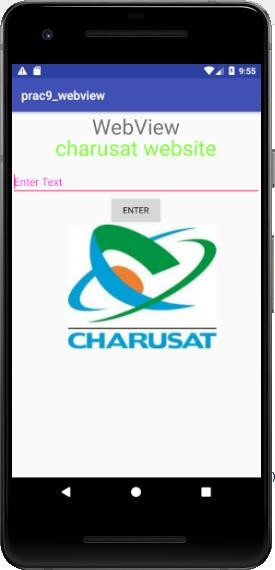 9:55
prac9_webview
WebView
charusat website
Enter Text
ENTER
CHARUSAT